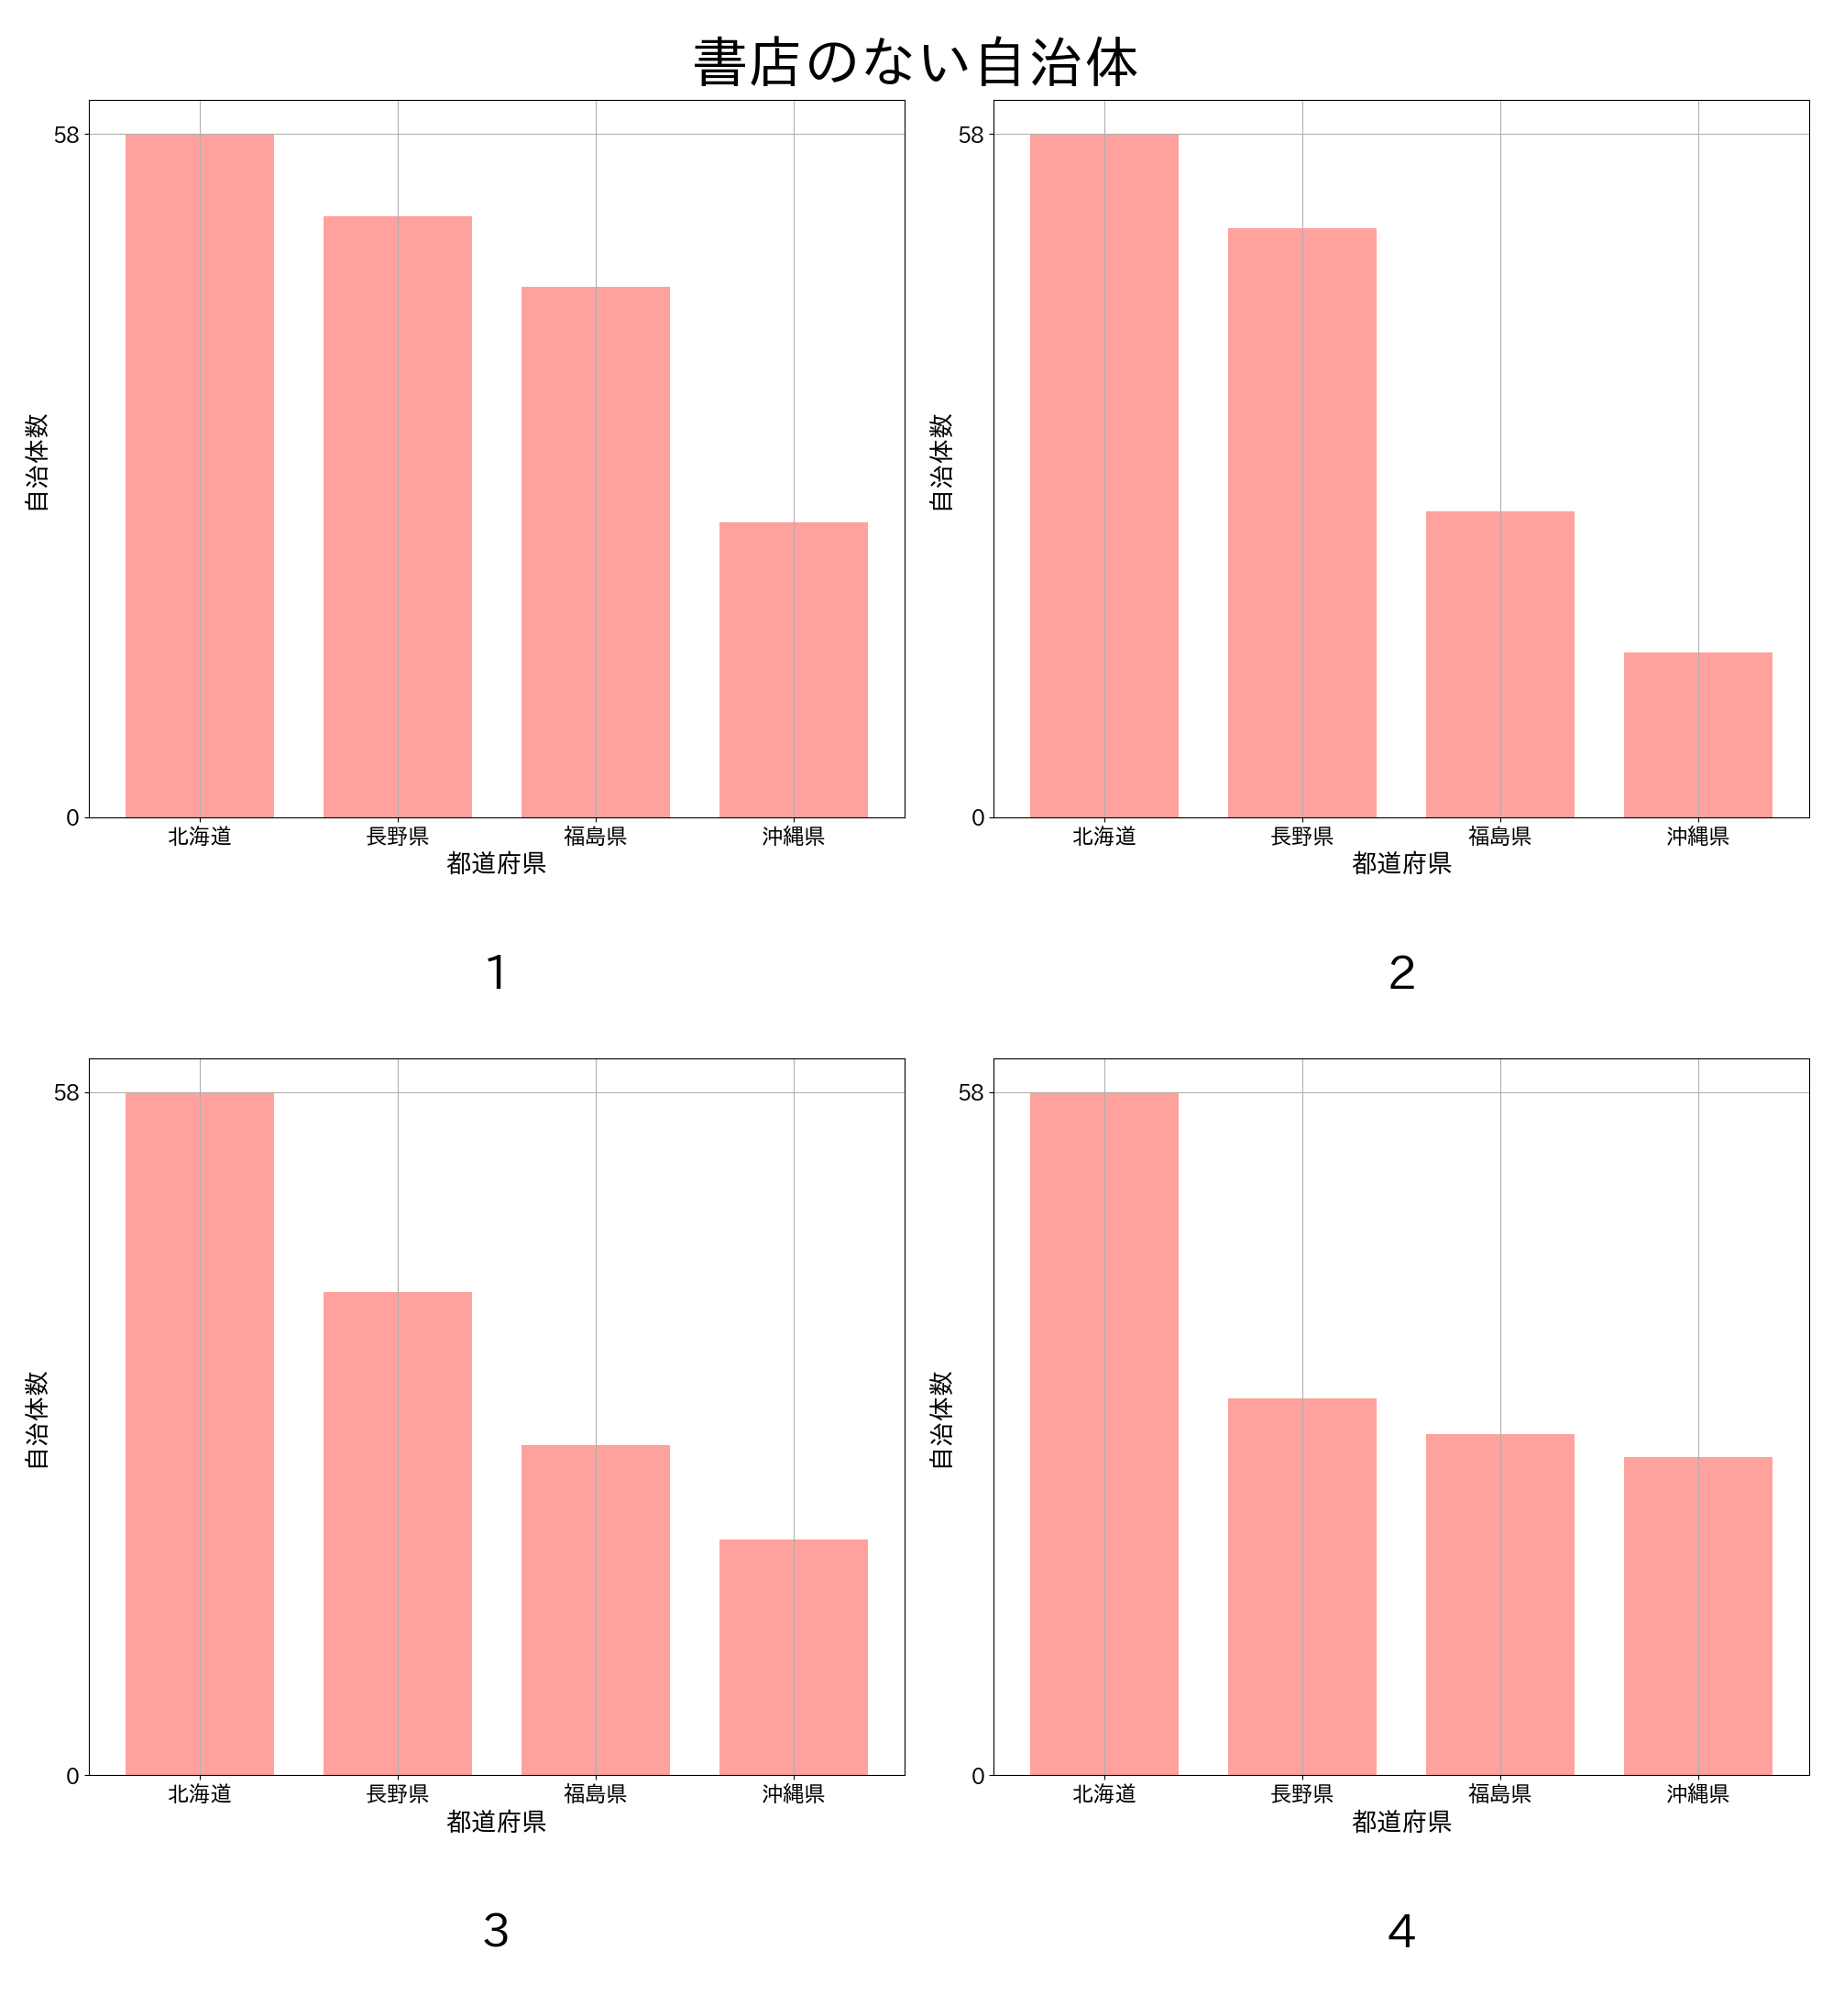 書店のない自治体
58
0
自治体数
北海道 長野県 福島県 沖縄県
都道府県
1
58
0
自治体数
北海道 長野県 福島県 沖縄県
都道府県
2
58
0
自治体数
北海道 長野県 福島県 沖縄県
都道府県
3
58
0
自治体数
北海道 長野県 福島県 沖縄県
都道府県
4